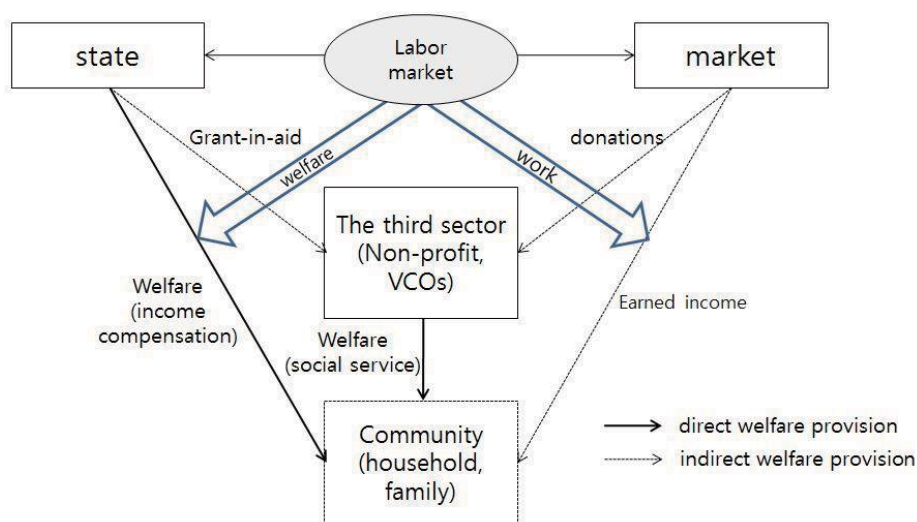 state
Labor
market
market
Grant-in-aid
donations
welfare
work
The third sector
(Non-profit,
VCOs)
Welfare
(income
compensation)
Earned income
Welfare
(social service)
Community
(household,
family)
direct welfare provision
indirect welfare provision